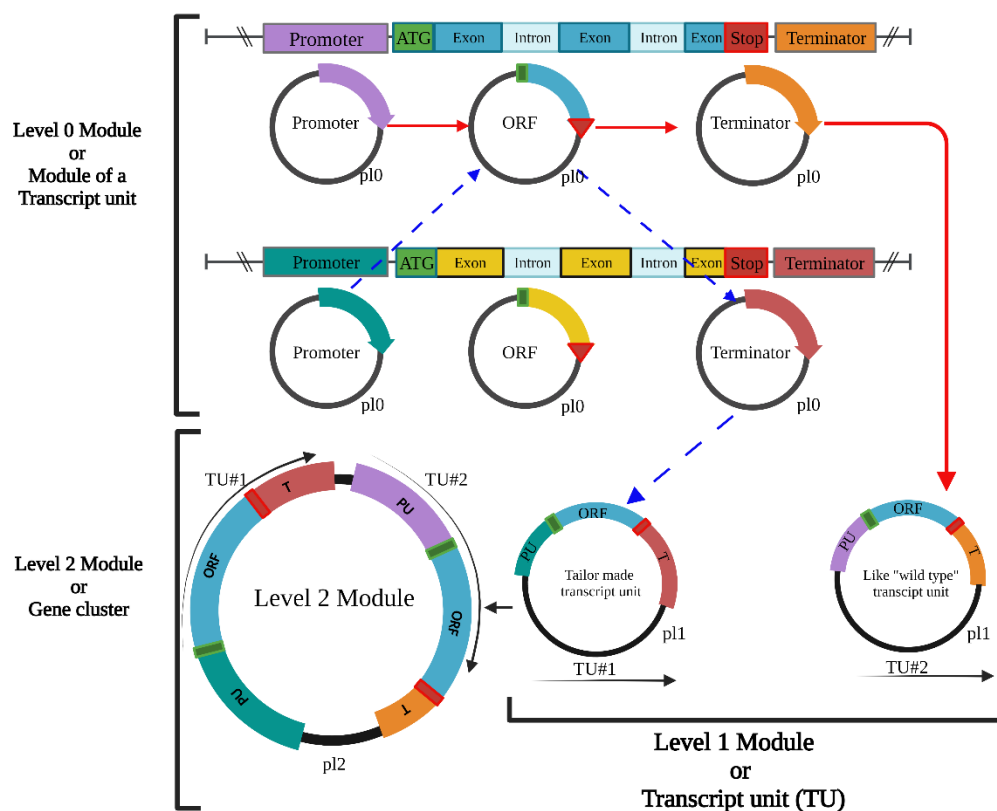 Promoter ATG Exon Intron Exon Intron Exon Stop Terminator
Promoter
ORF
Terminator
pl0
pl0
pl0
Level 0 Module
or
Module of a
Transcript unit
Promoter ATG Exon Intron Exon Intron Exon Stop Terminator
Promoter
ORF
Terminator
pl0
pl0
pl0
TU#1
T
TU#2
PU
ORF
Level 2 Module
ORF
PU
T
pl2
Level 2 Module
or
Gene cluster
ORF
PU
T
Tailor made
transcript unit
pl1
TU#1
ORF
PU
T
Like "wild type"
transcipt unit
pl1
TU#2
Level 1 Module
or
Transcript unit (TU)